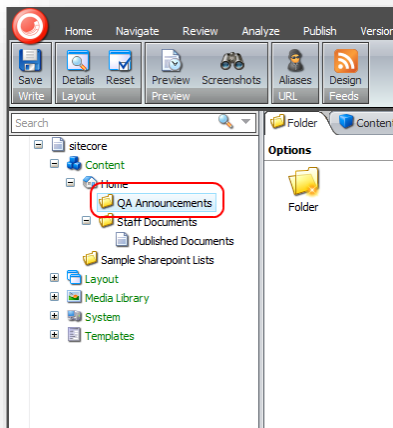 Home Navigate Review Analyze Publish Version
Save Details Reset Preview Screenshots Aliases Design
Write Layout Preview URL Feeds
Search
Folder Content
sitecore
Options
Content
Home
QA Announcements
Folder
Staff Documents
Published Documents
Sample Sharepoint Lists
Layout
Media Library
System
Templates